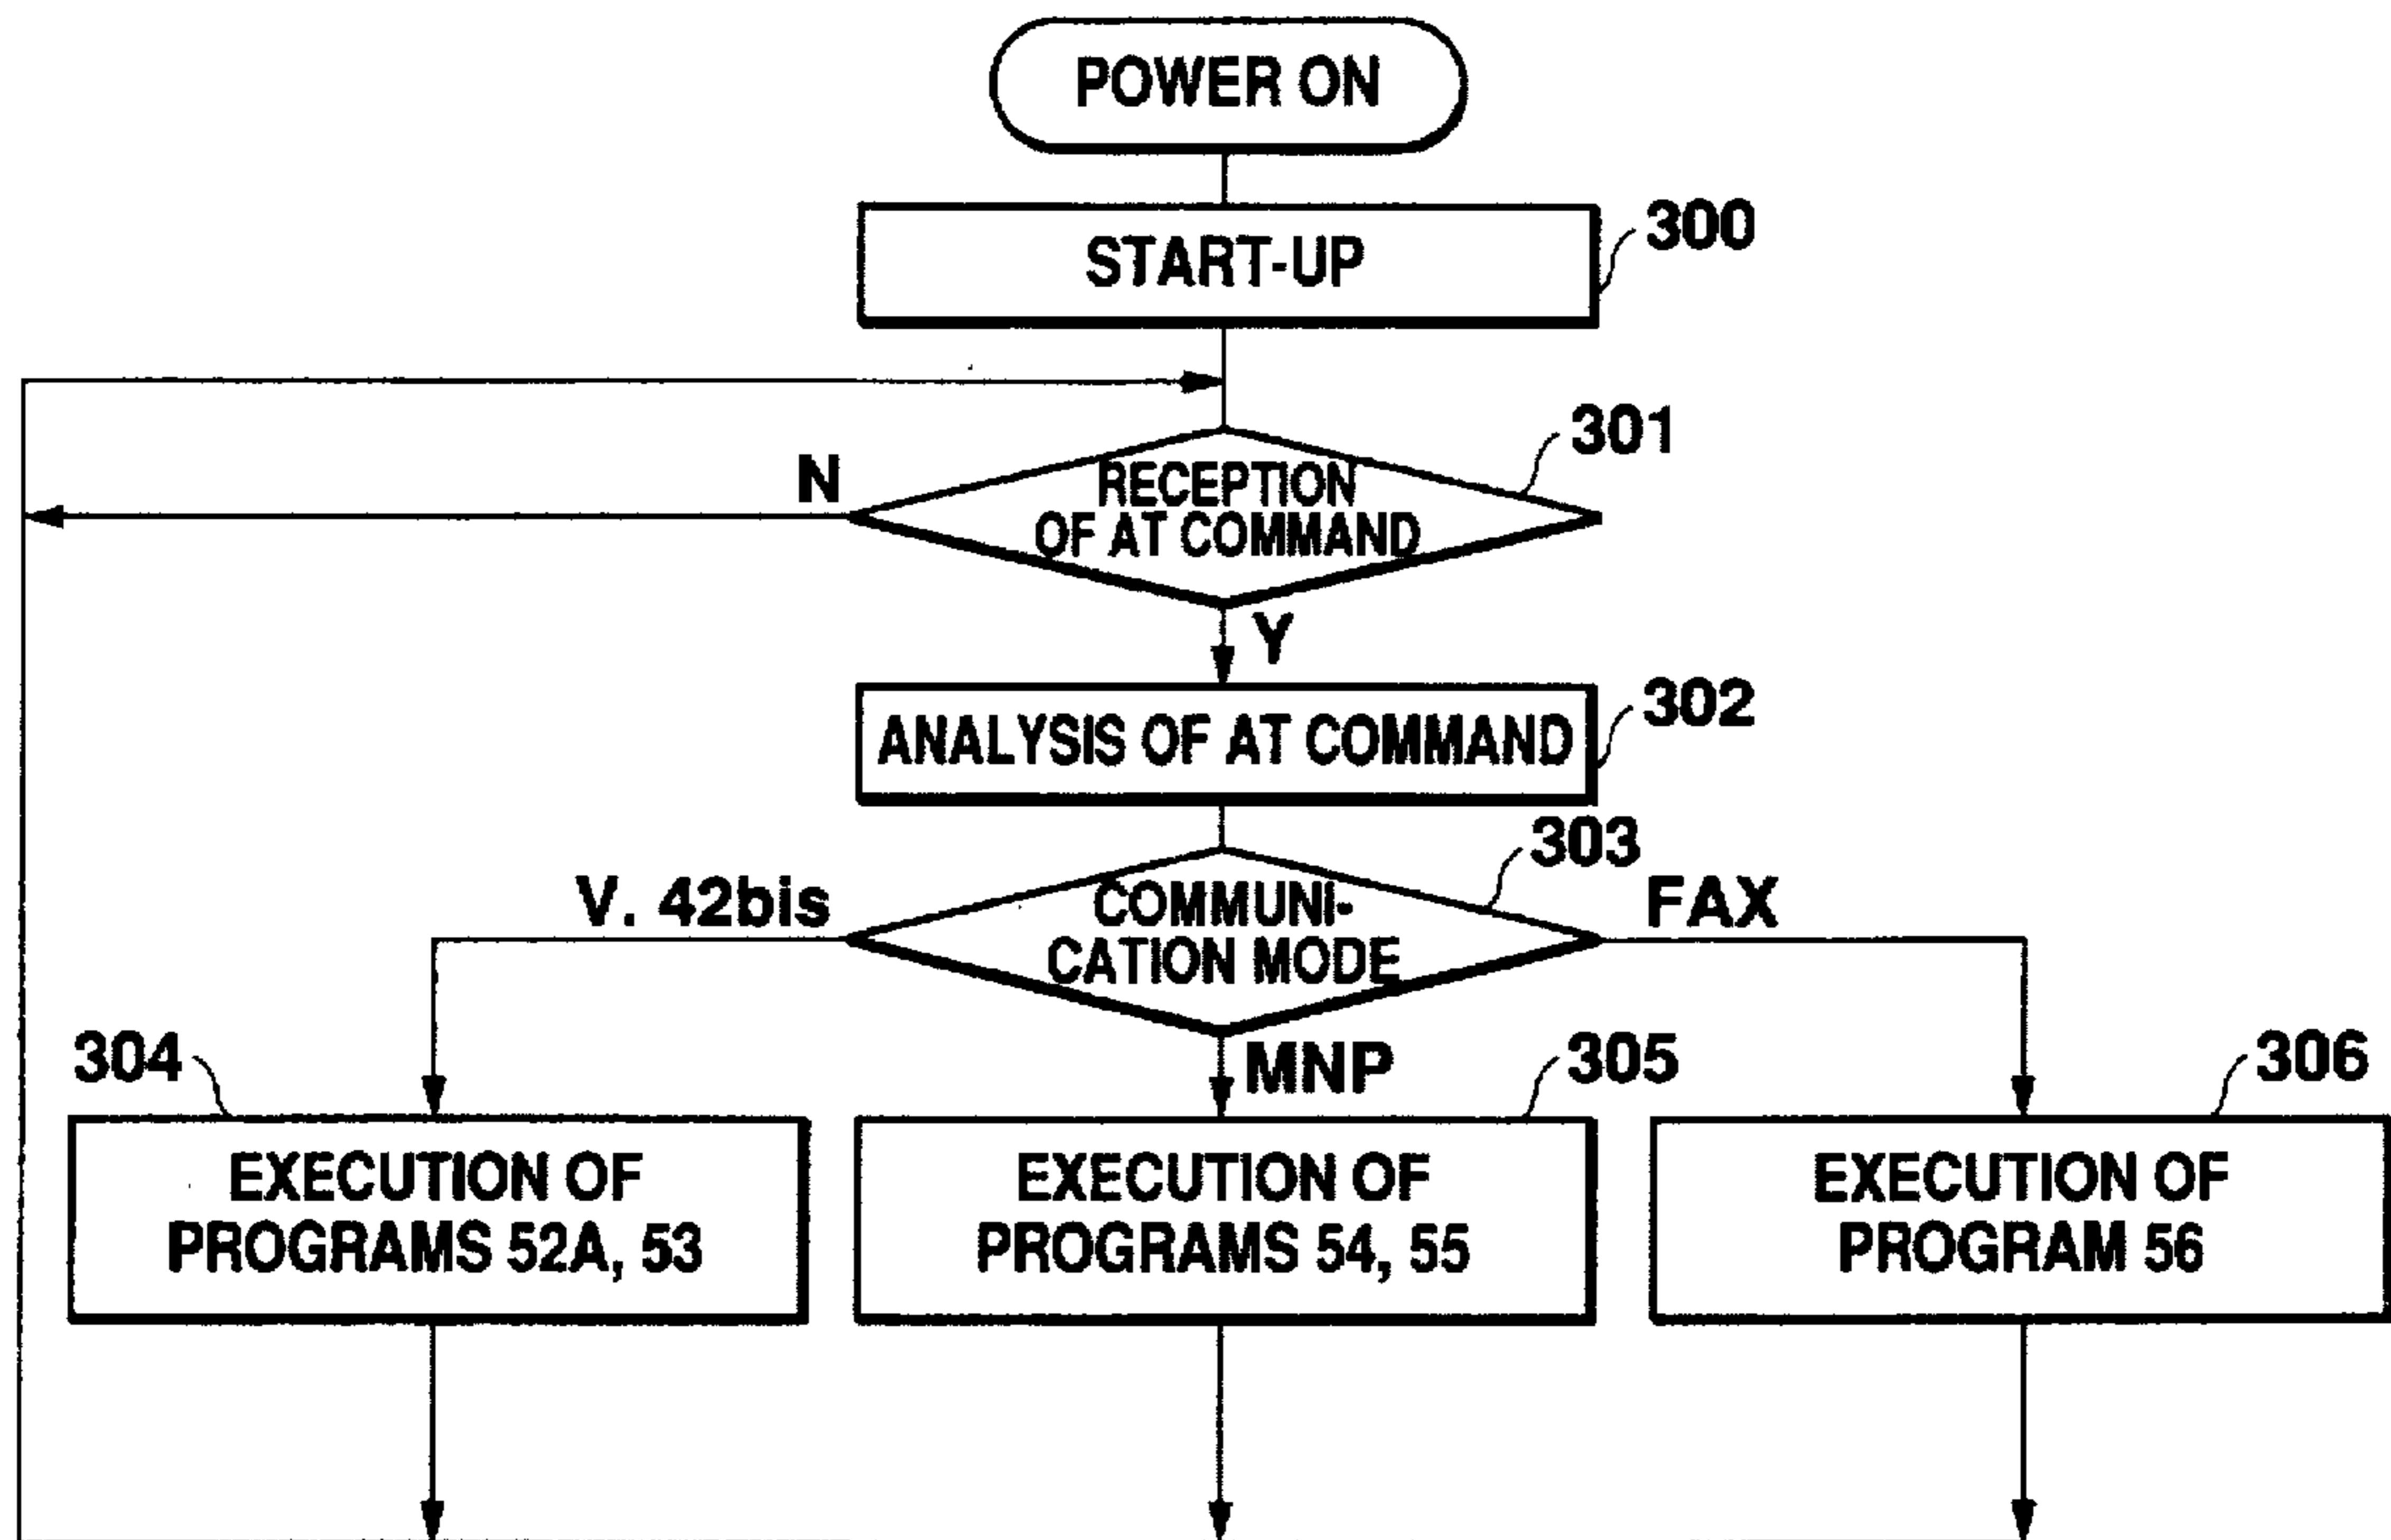 POWER ON
START-UP
300
301
N
RECEPTION
OF AT COMMAND
Y
ANALYSIS OF AT COMMAND
302
303
V. 42bis
COMMUNI-
CATION MODE
FAX
304
MNP
305
306
EXECUTION OF
PROGRAMS 52A, 53
EXECUTION OF
PROGRAMS 54, 55
EXECUTION OF
PROGRAM 56